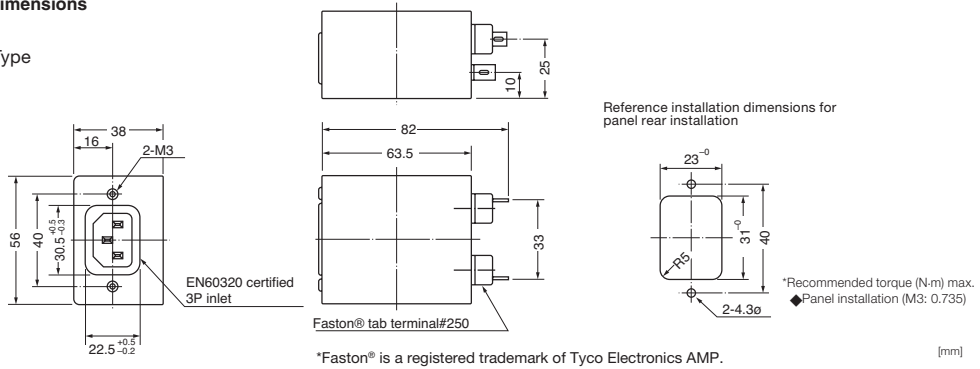 imensions
Type
25
10
Reference installation dimensions for
panel rear installation
82
63.5
38
16
2-M3
23 –0
56
40
30.5 +0.5 –0.3
33
31 –0
40
R5
EN60320 certified
3P inlet
*Recommended torque (N·m) max.
◆Panel installation (M3: 0.735)
2-4.3ø
Faston® tab terminal#250
22.5 +0.5 –0.2
*Faston® is a registered trademark of Tyco Electronics AMP.
[mm]